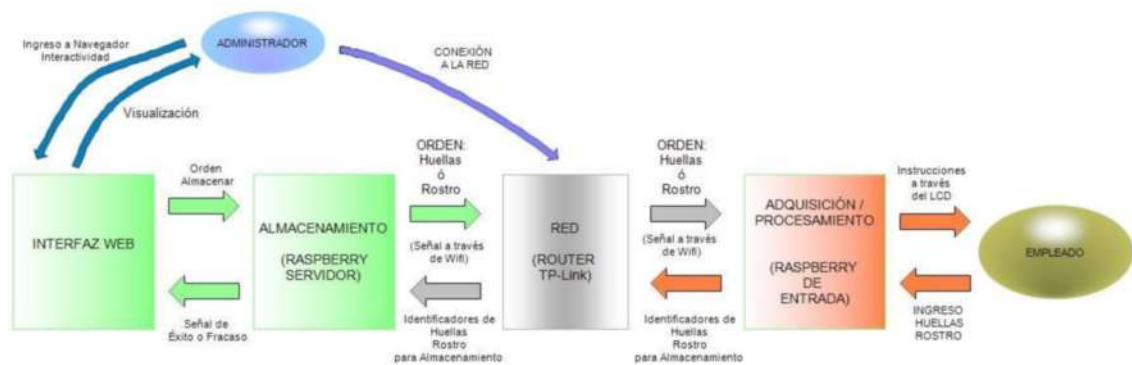 Ingreso a Navegador
Interactividad
ADMINISTRADOR
CONEXIÓN
A LA RED
Visualización
INTERFAZ WEB
Orden
Almacenar
Señal de
Éxito o Fracaso
ALMACENAMIENTO
(RASPBERRY
SERVIDOR)
ORDEN:
Huellas
ó
Rostro
(Señal a través
de Wifi)
Identificadores de
Huellas
Rostro
para Almacenamiento
RED
(ROUTER
TP-Link)
ORDEN:
Huellas
ó
Rostro
(Señal a través
de Wifi)
Identificadores de
Huellas
Rostro
para Almacenamiento
ADQUISICIÓN /
PROCESAMIENTO
(RASPBERRY
DE
ENTRADA)
Instrucciones
a través
del LCD
INGRESO
HUELLAS
ROSTRO
EMPLEADO